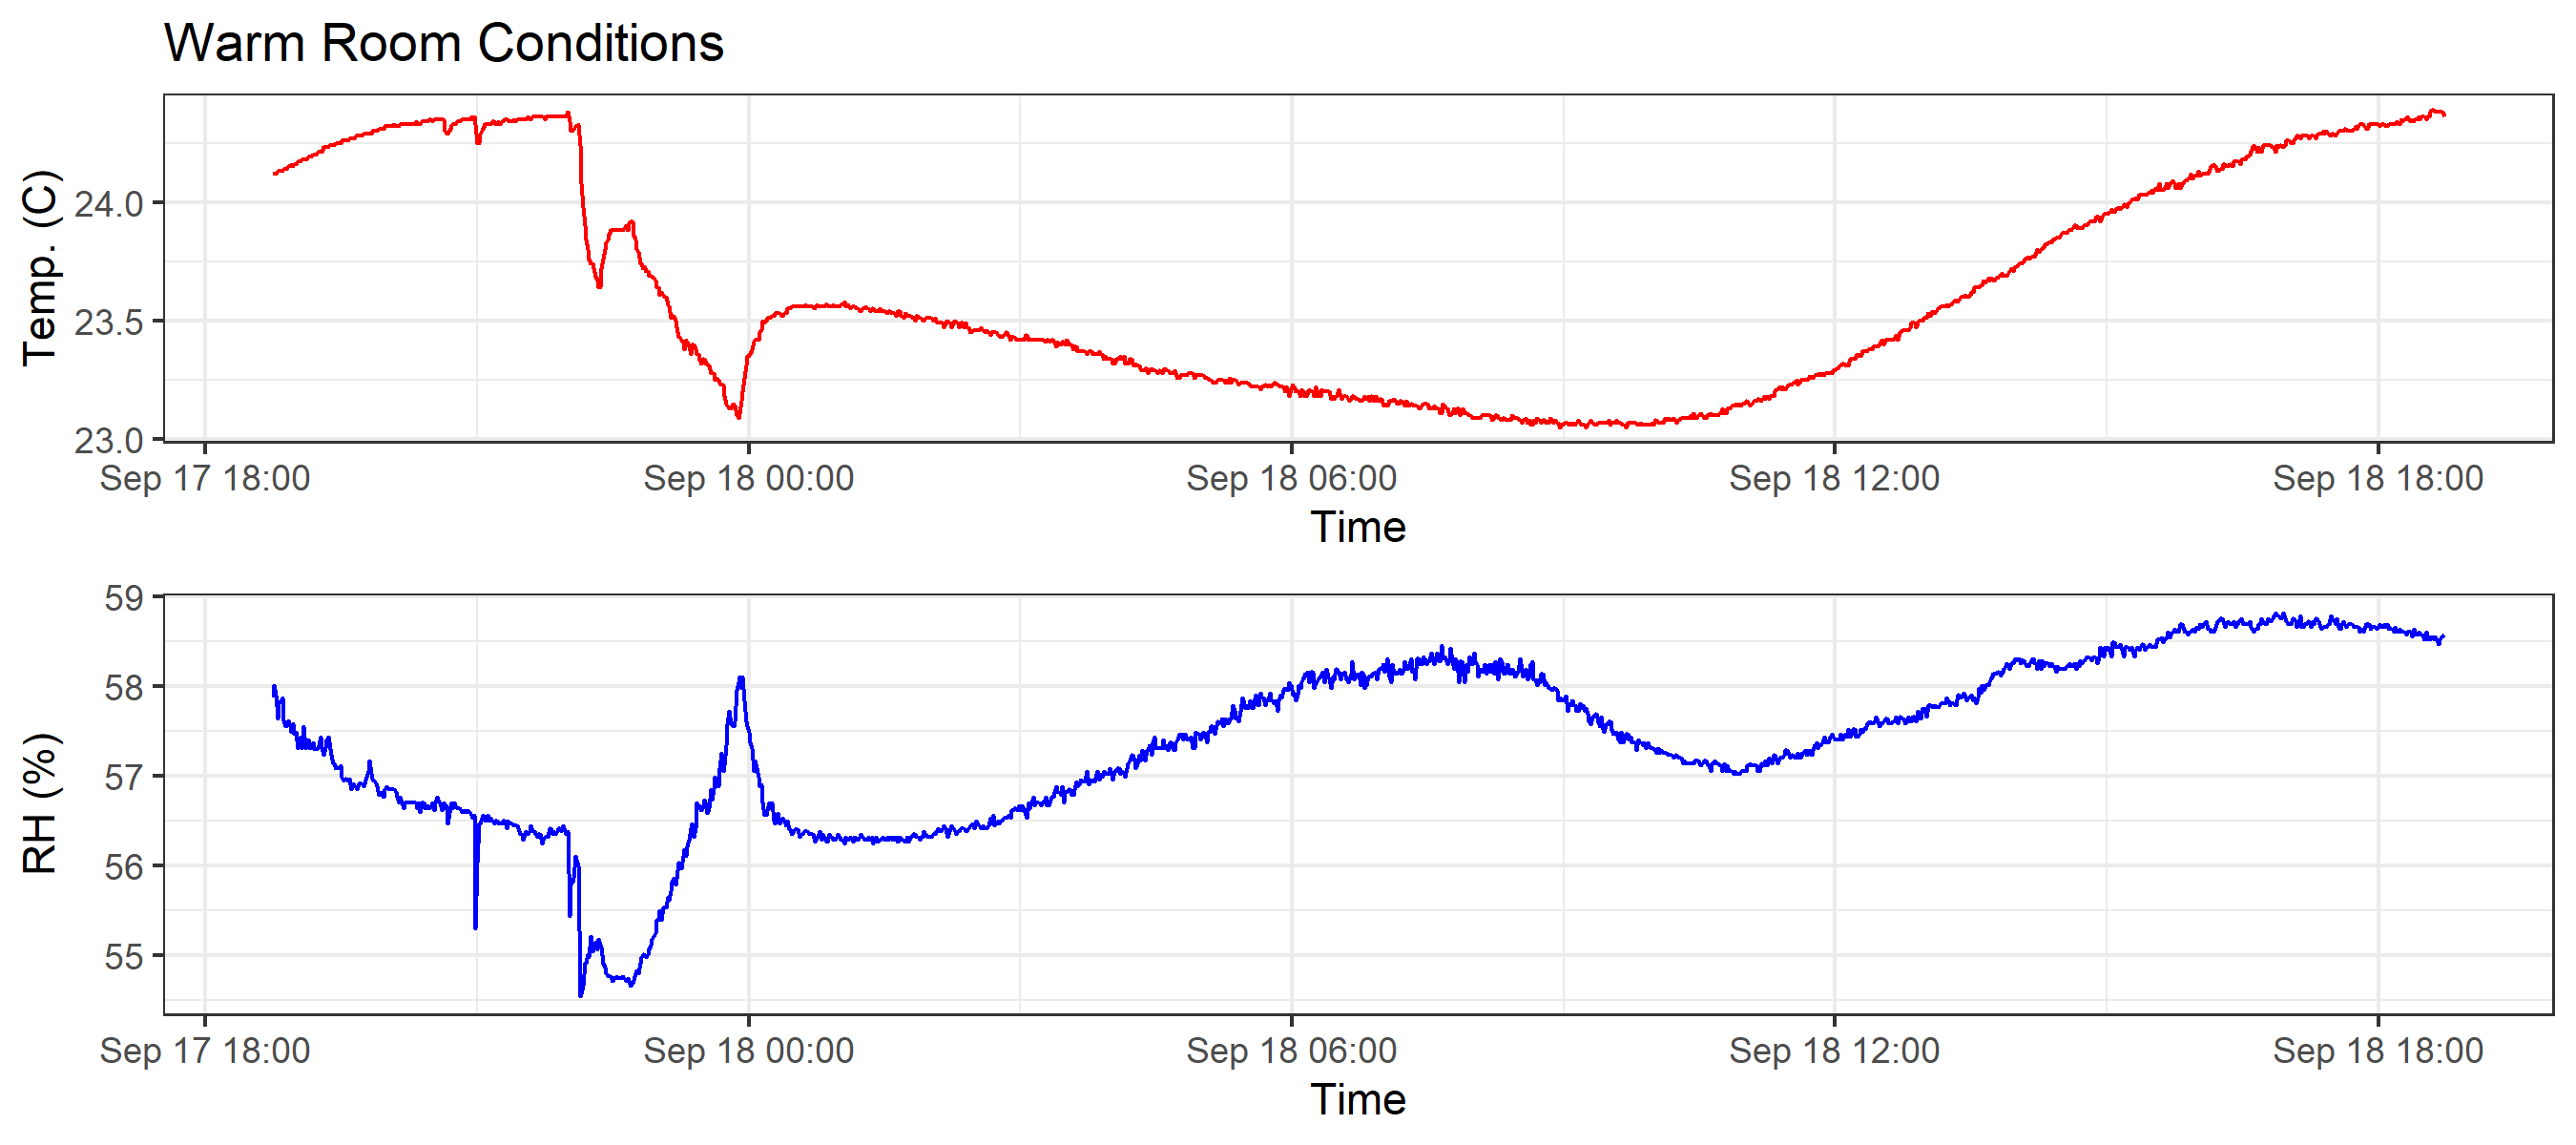 Warm Room Conditions
Temp. (C)
24.0
23.5
23.0
Sep 17 18:00 Sep 18 00:00 Sep 18 06:00 Sep 18 12:00 Sep 18 18:00
Time
RH (%)
59
58
57
56
55
Sep 17 18:00 Sep 18 00:00 Sep 18 06:00 Sep 18 12:00 Sep 18 18:00
Time